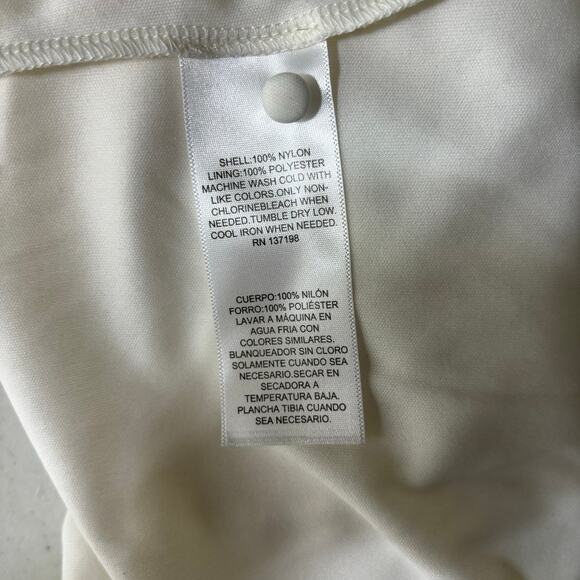 SHELL:100% NYLON
LINING:100% POLYESTER
MACHINE WASH COLD WITH
LIKE COLORS.ONLY NON-
CHLORINEBLEACH WHEN
NEEDED.TUMBLE DRY LOW.
COOL IRON WHEN NEEDED.
RN 137198
CUERPO:100% NILÓN
FORRO:100% POLIÉSTER
LAVAR A MÁQUINA EN
AGUA FRIA CON
COLORES SIMILARES.
BLANQUEADOR SIN CLORO
SOLAMENTE CUANDO SEA
NECESARIO.SECAR EN
SECADORA A
TEMPERATURA BAJA.
PLANCHA TIBIA CUANDO
SEA NECESARIO.